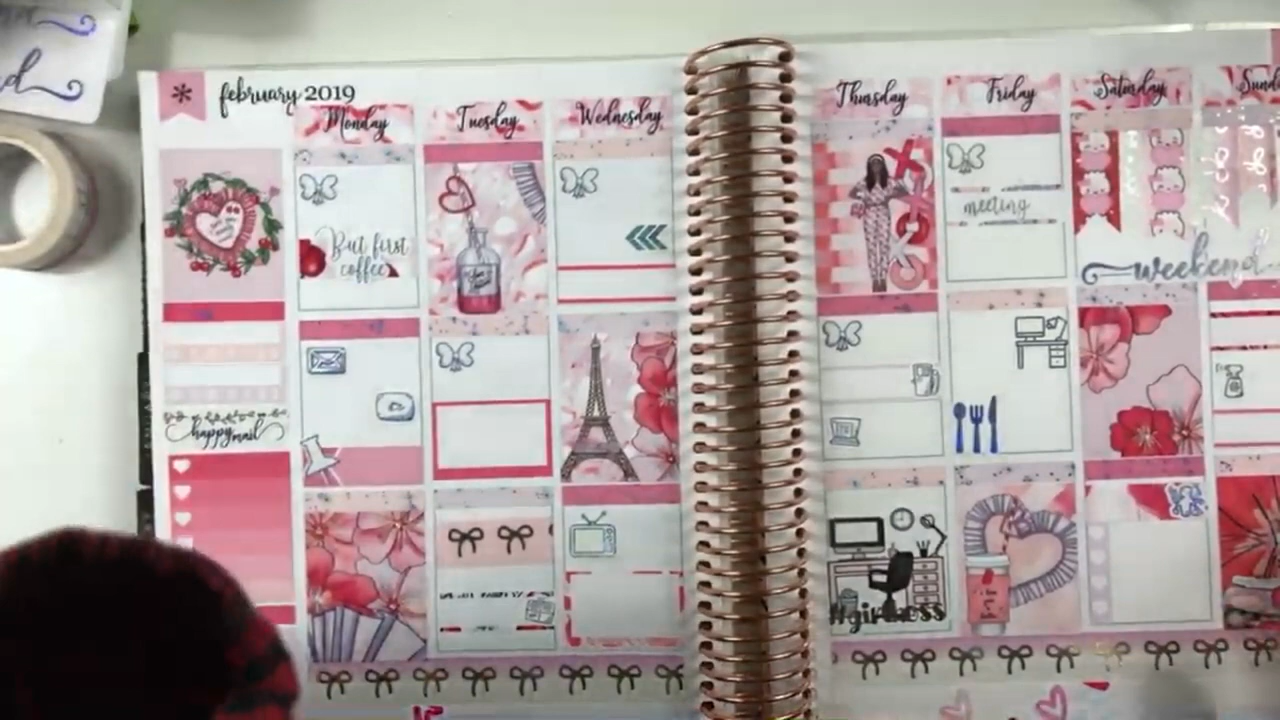 february 2019
Monday
Tuesday
Wednesday
Thursday
Friday
Saturday
But first
coffee
meeting
weekend
happy mail
#girlboss